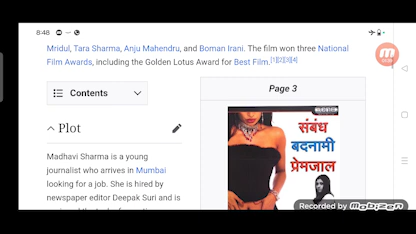 8:48
Mridul, Tara Sharma, Anju Mahendru, and Boman Irani. The film won three National
Film Awards, including the Golden Lotus Award for Best Film.[1][2][3][4]
Contents
Page 3
Plot
Madhavi Sharma is a young
journalist who arrives in Mumbai
looking for a job. She is hired by
newspaper editor Deepak Suri and is
संबंध
बदनामी
प्रेमजाल
Recorded by Mobizen